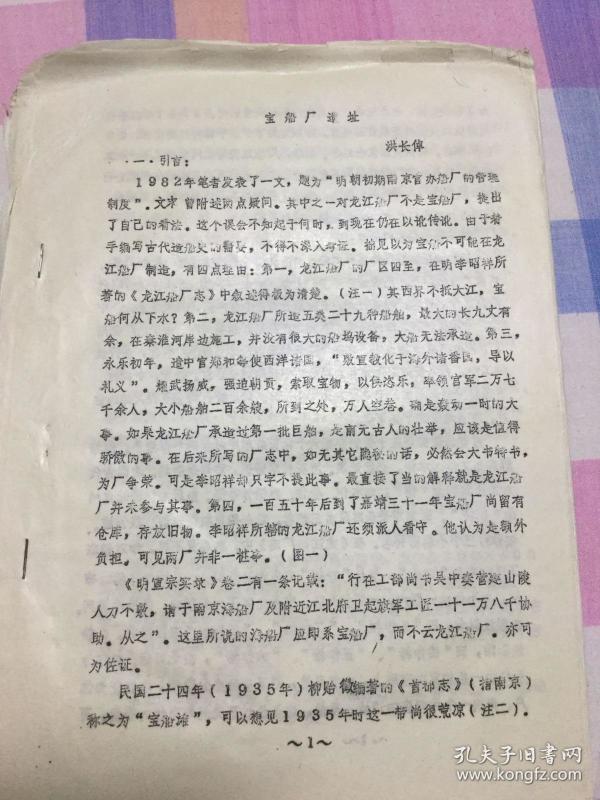 宝船厂遗址
洪长倬
·一·引言:
1982年笔者发表了一文,题为“明朝初期南京官办船厂的管理
制度”。文末曾附述两点疑问。其中之一对龙江船厂不是宝船厂,提出
了自己的看法。这个误会不知起于何时,到现在仍在以讹传讹。由于着
手编写古代造船史的需要,不得不深入考证。拙见以为宝船不可能在龙
江船厂制造,有四点理由:第一,龙江船厂的厂区四至,在明李昭祥所
著的《龙江船厂志》中叙述得极为清楚。(注一)其西界不抵大江,宝
船何从下水?第二,龙江船厂所造五类二十九种船舶,最大的长九丈有
余,在秦淮河岸边施工,并没有很大的船坞设备,大船无法承造。第三,
永乐初年,遣中官郑和等使西洋诸国,“敷宣教化于海外诸番国,导以
礼义”。耀武扬威,强迫朝贡,索取宝物,以供恣乐,率领官军二万七
千余人,大小船舶二百余艘,所到之处,万人空巷。确是轰动一时的大
事。如果龙江船厂承造过第一批巨船,是前无古人的壮举,应该是值得
骄傲的事。在后来所写的厂志中,如无其它隐秘的话,必然会大书特书,
为厂争荣。可是李昭祥却只字不提此事。最直接了当的解释就是龙江船
厂并未参与其事。第四,一百五十年后到了嘉靖三十一年宝船厂尚留有
仓库,存放旧物。李昭祥所辖的龙江船厂还须派人看守。他认为是额外
负担。可见两厂并非一桩事。(图一)
《明宣宗实录》卷二有一条记载:“行在工部尚书吴中奏营建山陵
人力不敷,请于南京海船厂及附近江北府卫起旗军工匠一十一万八千协
助。从之”。这里所说的海船厂应即系宝船厂,而不云龙江船厂。亦可
为佐证。
民国二十四年(1935年)柳诒徵编著的《首都志》(指南京)
称之为“宝船滩”,可以想见1935年时这一带尚很荒凉(注二)。
~1~
孔夫子旧书网
www.kongfz.com